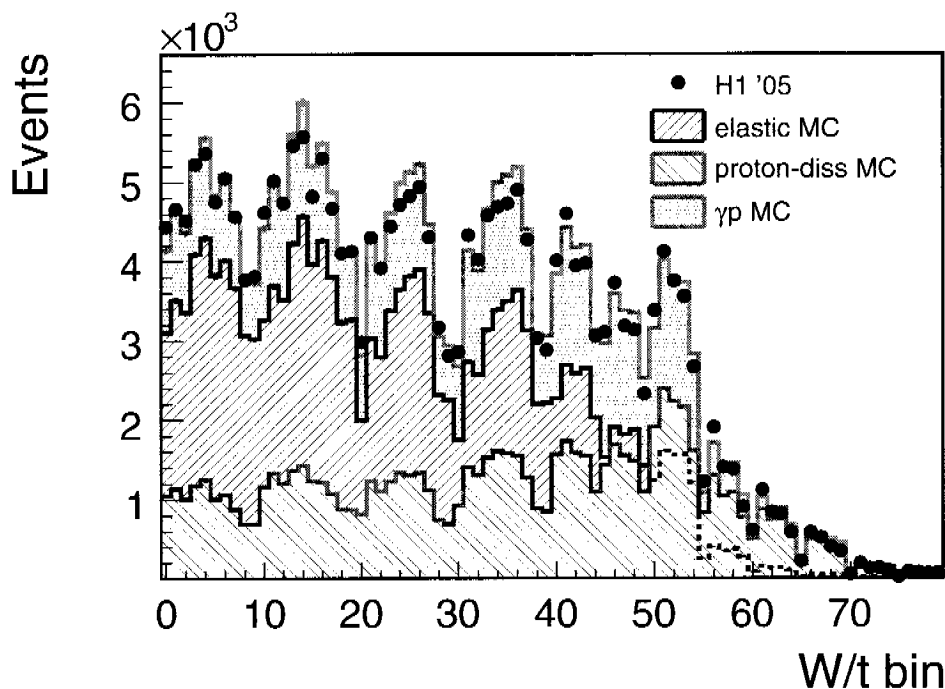 ×10³
Events
6
5
4
3
2
1
H1 '05
elastic MC
proton-diss MC
γp MC
0 10 20 30 40 50 60 70
W/t bin